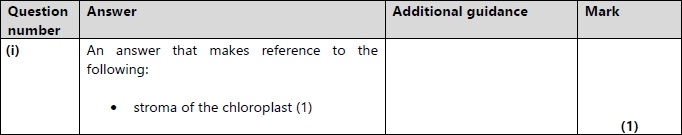 Question number Answer Additional guidance Mark
(i) An answer that makes reference to the
following:
• stroma of the chloroplast (1)
(1)